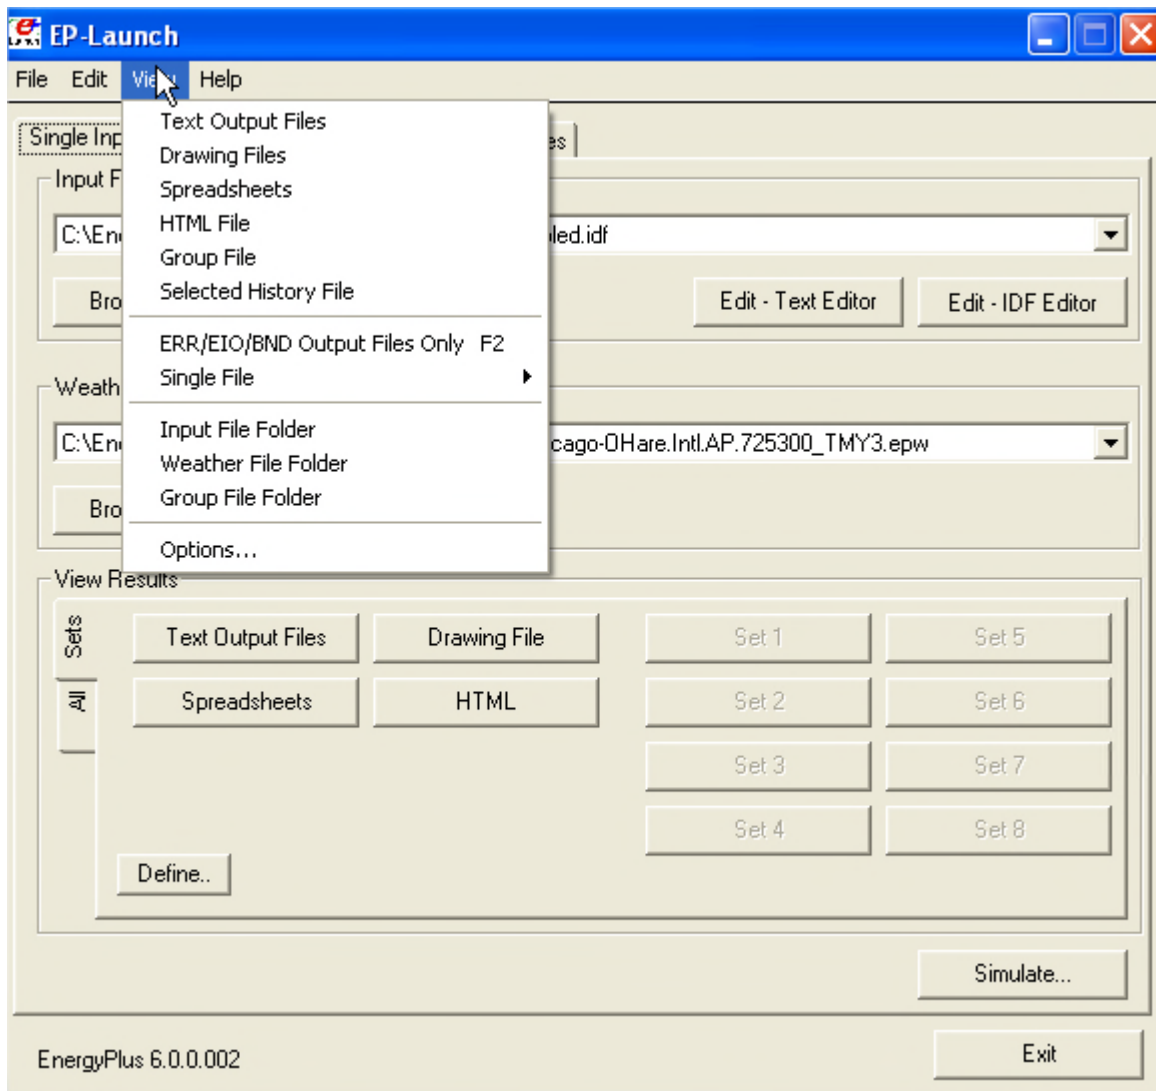 EP-Launch
File Edit View Help
Text Output Files
Drawing Files
Spreadsheets
HTML File
Group File
Selected History File
ERR/EIO/BND Output Files Only F2
Single File
Input File Folder
Weather File Folder
Group File Folder
Options...
Single Inp es
Input F
C:\En led.idf
Bro Edit - Text Editor Edit - IDF Editor
Weath
C:\En cago-OHare.Intl.AP.725300_TMY3.epw
Bro
View Results
Sets
All
Text Output Files Drawing File Set 1 Set 5
Spreadsheets HTML Set 2 Set 6
Set 3 Set 7
Set 4 Set 8
Define..
Simulate...
EnergyPlus 6.0.0.002 Exit